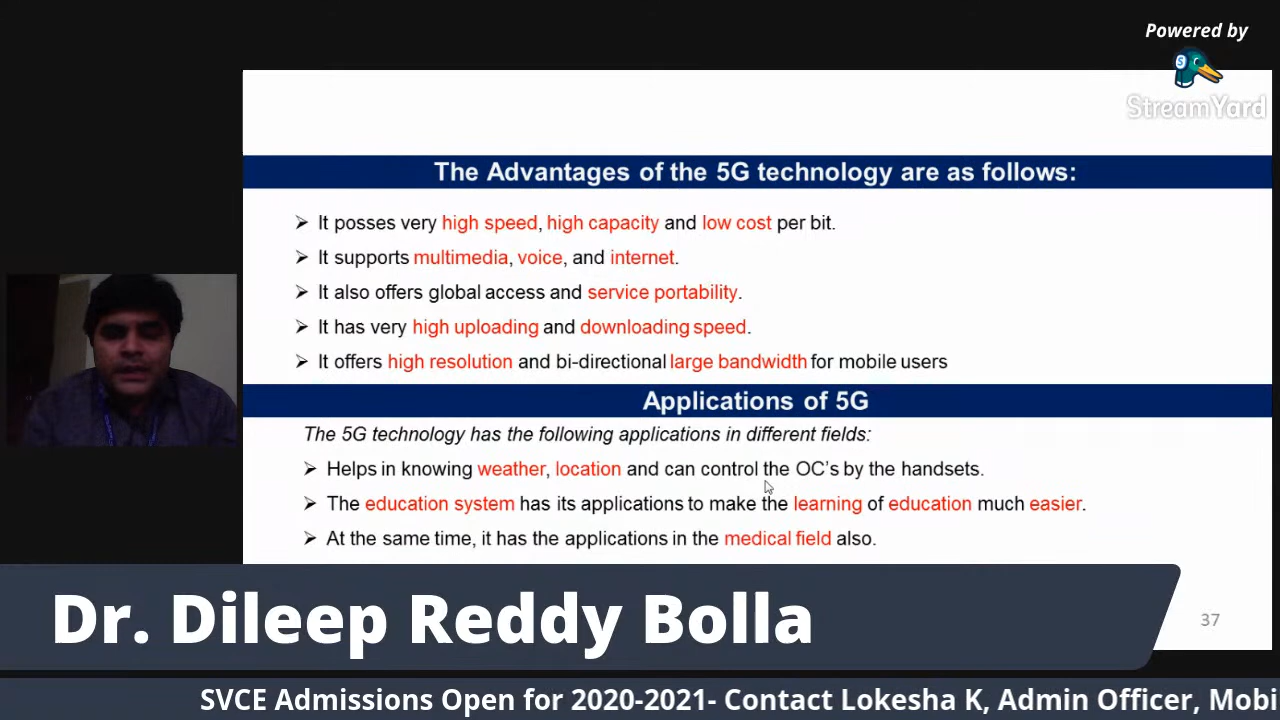 Powered by
StreamYard
The Advantages of the 5G technology are as follows:
➢ It posses very high speed, high capacity and low cost per bit.
➢ It supports multimedia, voice, and internet.
➢ It also offers global access and service portability.
➢ It has very high uploading and downloading speed.
➢ It offers high resolution and bi-directional large bandwidth for mobile users
Applications of 5G
The 5G technology has the following applications in different fields:
➢ Helps in knowing weather, location and can control the OC's by the handsets.
➢ The education system has its applications to make the learning of education much easier.
➢ At the same time, it has the applications in the medical field also.
Dr. Dileep Reddy Bolla
37
SVCE Admissions Open for 2020-2021- Contact Lokesha K, Admin Officer, Mobi